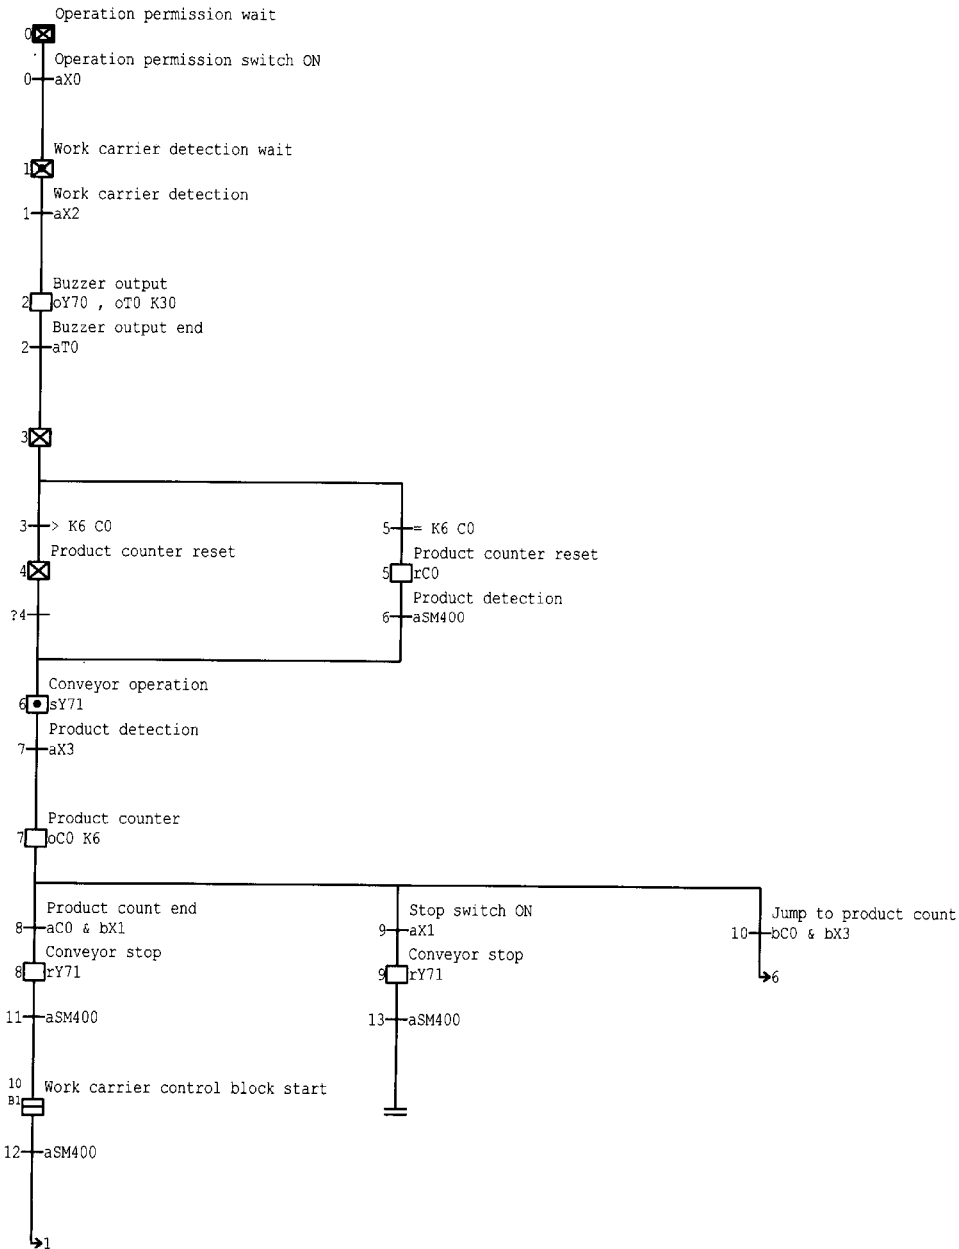 Operation permission wait
0
Operation permission switch ON
0 aX0
Work carrier detection wait
1
Work carrier detection
1 aX2
Buzzer output
2 oY70 , oT0 K30
Buzzer output end
2 aT0
3
3 > K6 C0
5 = K6 C0
Product counter reset
4
Product counter reset
5 rC0
?4
Product detection
6 aSM400
Conveyor operation
6 sY71
Product detection
7 aX3
Product counter
7 oC0 K6
Product count end
8 aC0 & bX1
Stop switch ON
9 aX1
Jump to product count
10 bC0 & bX3
Conveyor stop
8 rY71
Conveyor stop
9 rY71
6
11 aSM400
13 aSM400
10
B1
Work carrier control block start
12 aSM400
1